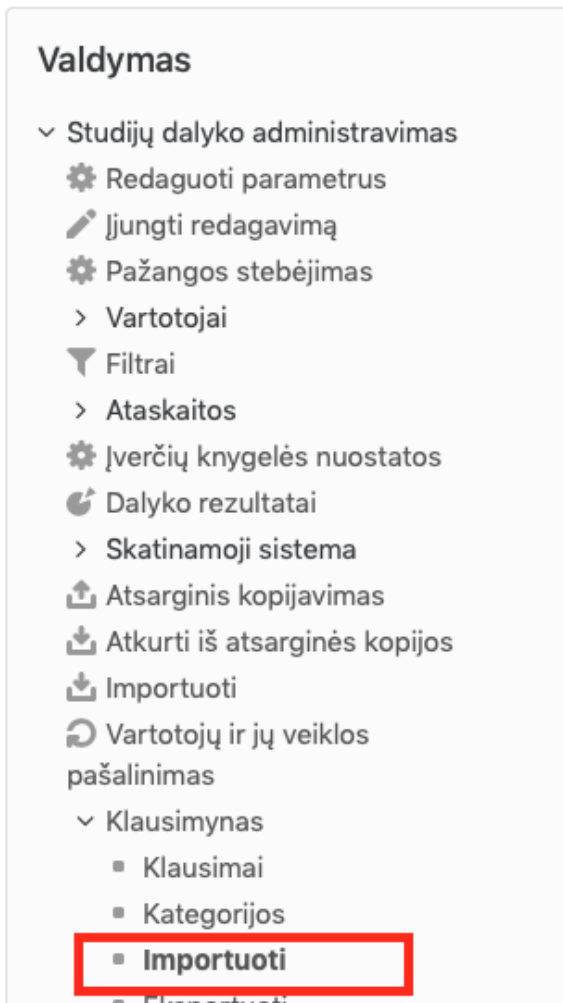 Valdymas
Studijų dalyko administravimas
Redaguoti parametrus
Įjungti redagavimą
Pažangos stebėjimas
Vartotojai
Filtrai
Ataskaitos
Įverčių knygelės nuostatos
Dalyko rezultatai
Skatinamoji sistema
Atsarginis kopijavimas
Atkurti iš atsarginės kopijos
Importuoti
Vartotojų ir jų veiklos
pašalinimas
Klausimynas
Klausimai
Kategorijos
Importuoti